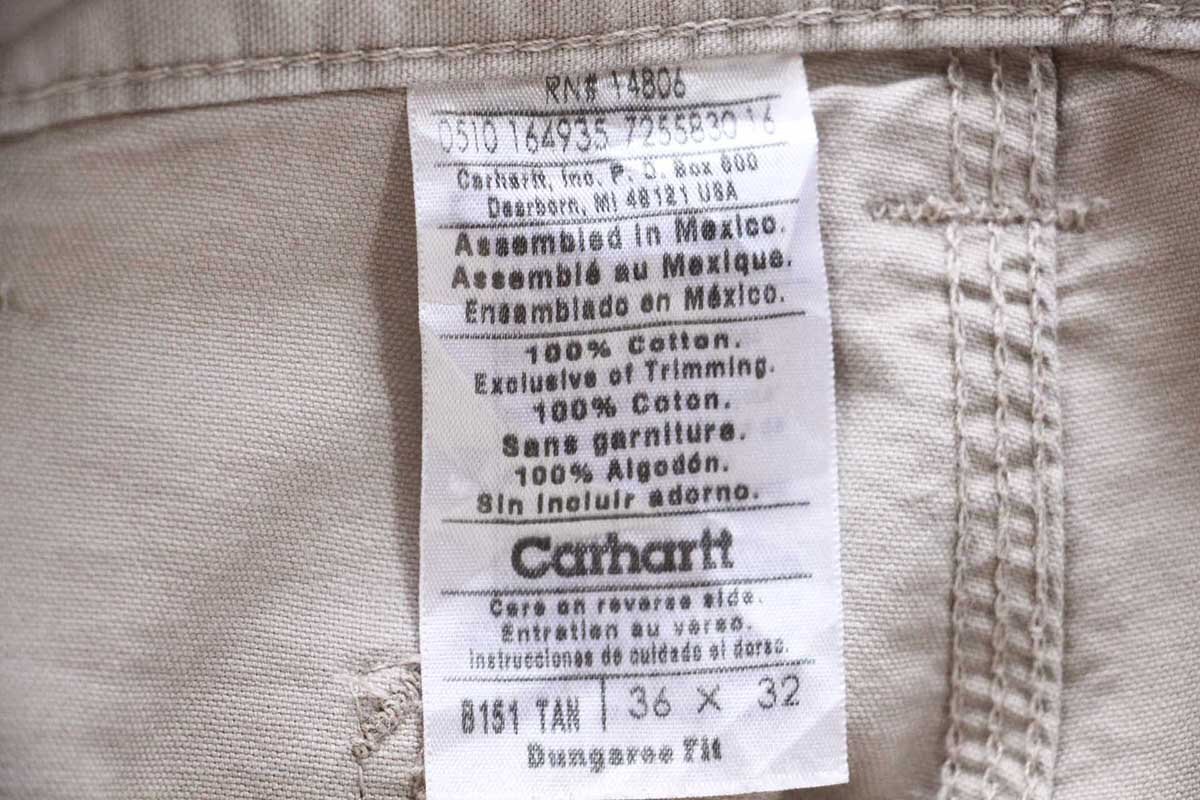 RN# 14806
0510 164935 7255830 16
Carhartt, Inc. P. O. Box 600
Dearborn, MI 48121 USA
Assembled in Mexico.
Assemblé au Mexique.
Ensamblado en México.
100% Cotton.
Exclusive of Trimming.
100% Coton.
Sans garniture.
100% Algodón.
Sin incluir adorno.
Carhartt
Care on reverse side.
Entretien au verso.
Instrucciones de cuidado al dorso.
B151 TAN 36 X 32
Dungaree Fit